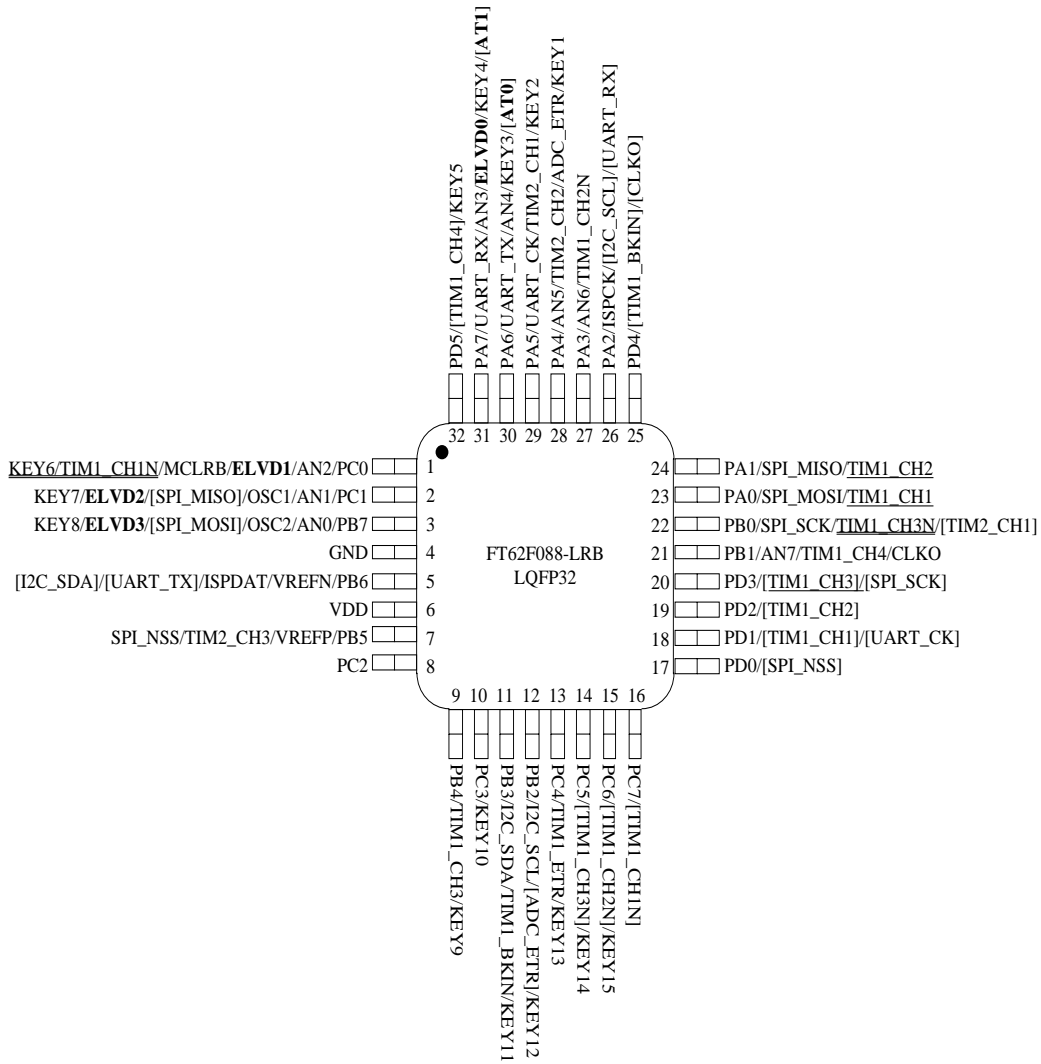 PD5/[TIM1_CH4]/KEY5
PA7/UART_RX/AN3/ELVD0/KEY4/[AT1]
PA6/UART_TX/AN4/KEY3/[AT0]
PA5/UART_CK/TIM2_CH1/KEY2
PA4/AN5/TIM2_CH2/ADC_ETR/KEY1
PA3/AN6/TIM1_CH2N
PA2/ISPCK/[I2C_SCL]/[UART_RX]
PD4/[TIM1_BKIN]/[CLKO]
32 31 30 29 28 27 26 25
KEY6/TIM1_CH1N/MCLRB/ELVD1/AN2/PC0 1
KEY7/ELVD2/[SPI_MISO]/OSC1/AN1/PC1 2
KEY8/ELVD3/[SPI_MOSI]/OSC2/AN0/PB7 3
GND 4
[I2C_SDA]/[UART_TX]/ISPDAT/VREFN/PB6 5
VDD 6
SPI_NSS/TIM2_CH3/VREFP/PB5 7
PC2 8
FT62F088-LRB
LQFP32
24 PA1/SPI_MISO/TIM1_CH2
23 PA0/SPI_MOSI/TIM1_CH1
22 PB0/SPI_SCK/TIM1_CH3N/[TIM2_CH1]
21 PB1/AN7/TIM1_CH4/CLKO
20 PD3/[TIM1_CH3]/[SPI_SCK]
19 PD2/[TIM1_CH2]
18 PD1/[TIM1_CH1]/[UART_CK]
17 PD0/[SPI_NSS]
9 10 11 12 13 14 15 16
PB4/TIM1_CH3/KEY9
PC3/KEY10
PB3/I2C_SDA/TIM1_BKIN/KEY11
PB2/I2C_SCL/[ADC_ETR]/KEY12
PC4/TIM1_ETR/KEY13
PC5/[TIM1_CH3N]/KEY14
PC6/[TIM1_CH2N]/KEY15
PC7/[TIM1_CH1N]